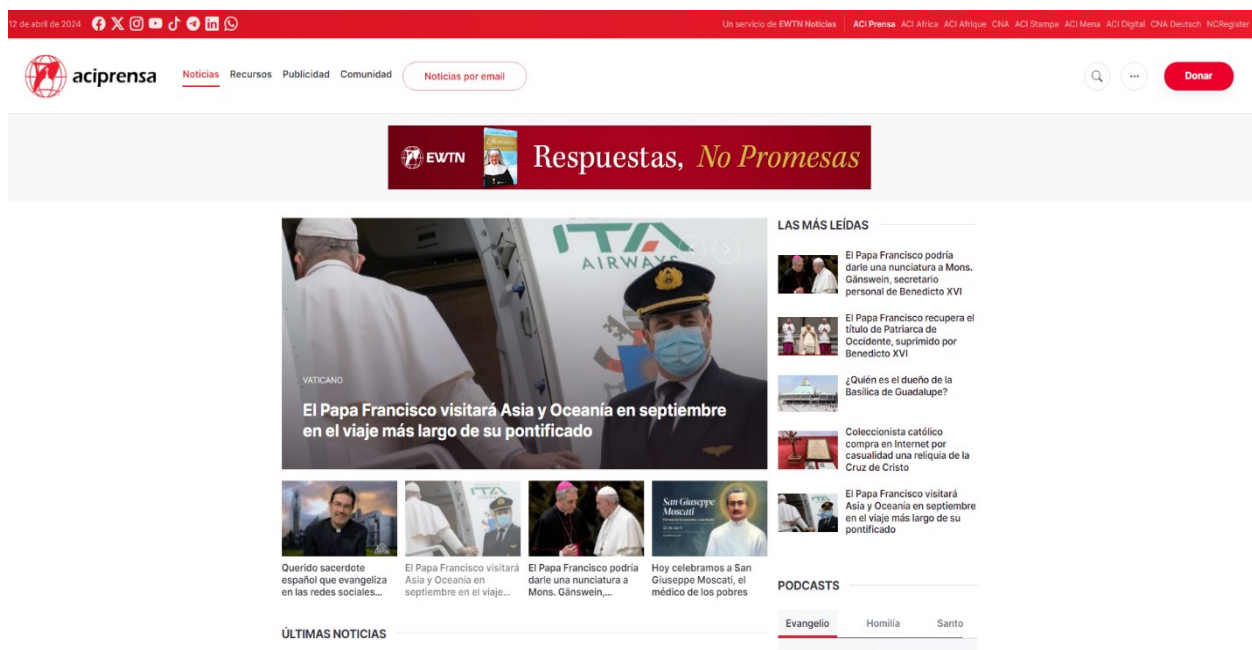 12 de abril de 2024
Un servicio de EWTN Noticias
ACI Prensa ACI Africa ACI Afrique CNA ACI Stampa ACI Mena ACI Digital CNA Deutsch NCRegister
aciprensa
Noticias Recursos Publicidad Comunidad
Noticias por email
Donar
EWTN
Respuestas, No Promesas
ITA
AIRWAYS
VATICANO
El Papa Francisco visitará Asia y Oceanía en septiembre
en el viaje más largo de su pontificado
Querido sacerdote
español que evangeliza
en las redes sociales...
El Papa Francisco visitará
Asia y Oceanía en
septiembre en el viaje...
El Papa Francisco podría
darle una nunciatura a
Mons. Gänswein,...
San Giuseppe
Moscati
Hoy celebramos a San
Giuseppe Moscati, el
médico de los pobres
ÚLTIMAS NOTICIAS
LAS MÁS LEÍDAS
El Papa Francisco podría
darle una nunciatura a Mons.
Gänswein, secretario
personal de Benedicto XVI
El Papa Francisco recupera el
título de Patriarca de
Occidente, suprimido por
Benedicto XVI
¿Quién es el dueño de la
Basílica de Guadalupe?
Coleccionista católico
compra en Internet por
casualidad una reliquia de la
Cruz de Cristo
El Papa Francisco visitará
Asia y Oceanía en septiembre
en el viaje más largo de su
pontificado
PODCASTS
Evangelio Homilía Santo